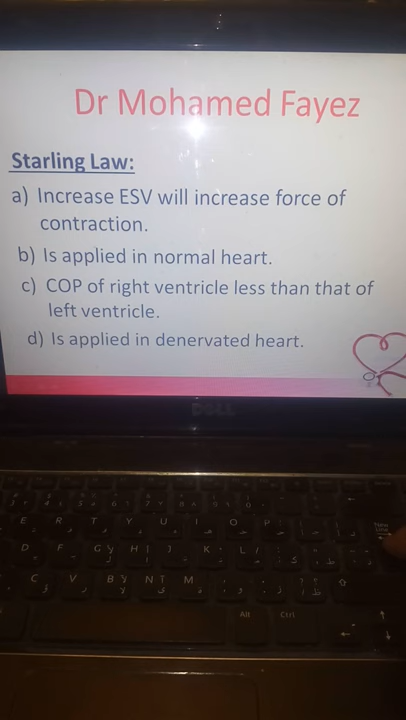 Dr Mohamed Fayez
Starling Law:
a) Increase ESV will increase force of
contraction.
b) Is applied in normal heart.
c) COP of right ventricle less than that of
left ventricle.
d) Is applied in denervated heart.
DELL
E R T Y U I O P
D F G H J K L
C V B N M
Alt Ctrl